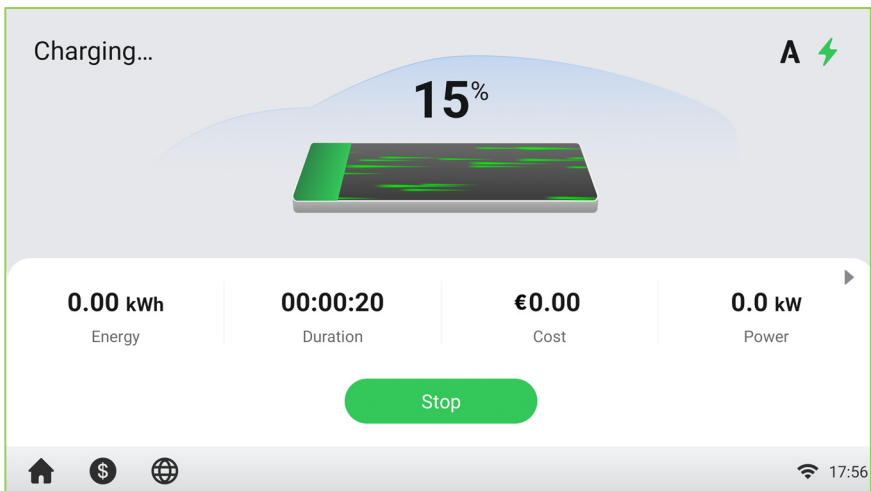 Charging...
A
15%
0.00 kWh
Energy
00:00:20
Duration
€0.00
Cost
0.0 kW
Power
Stop
$
17:56